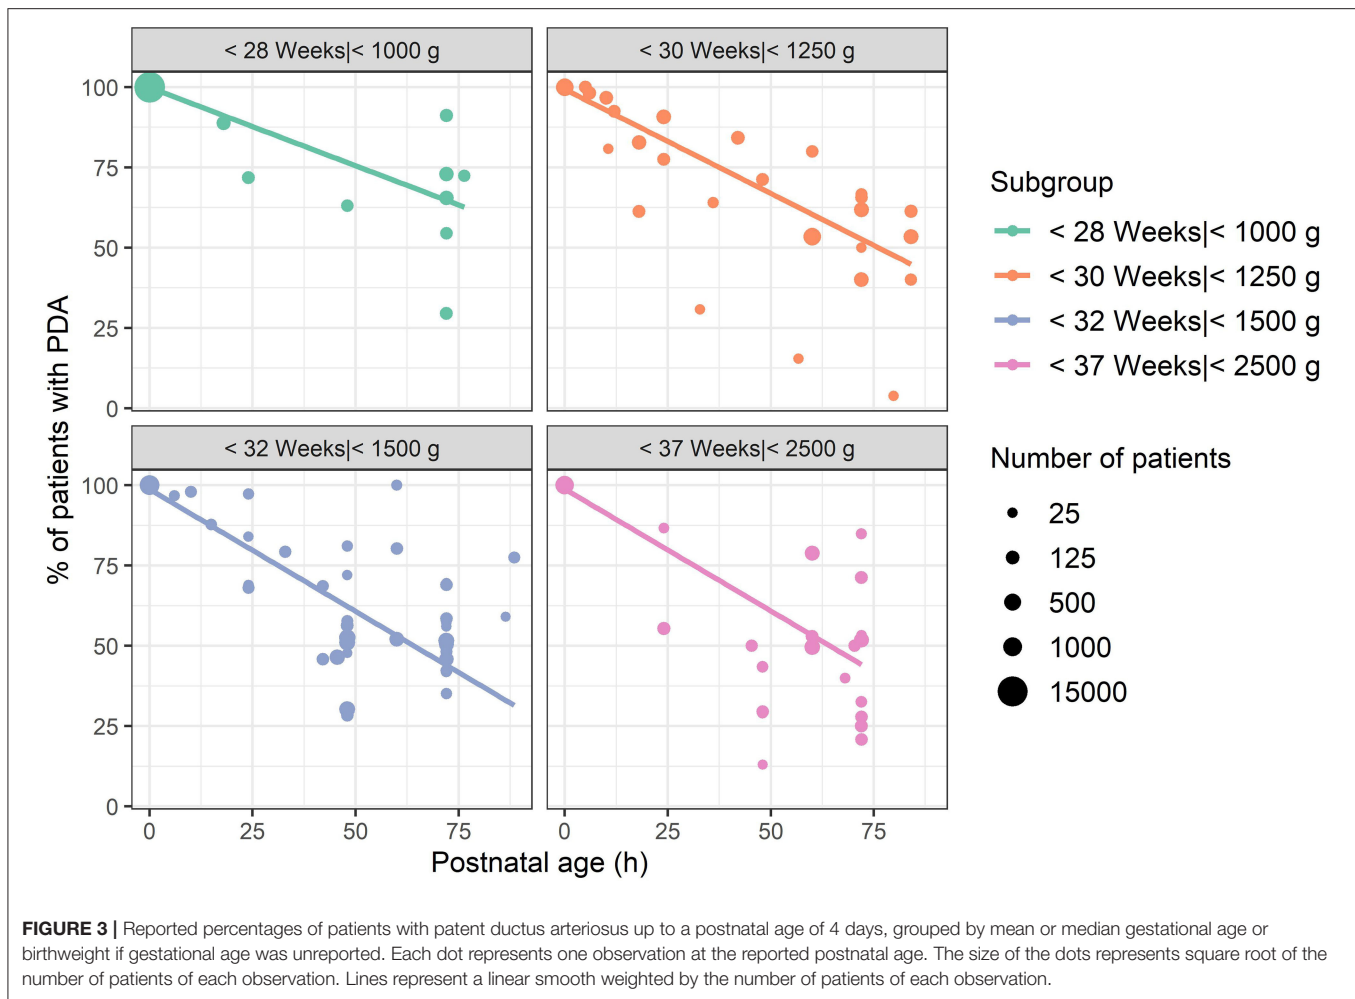 < 28 Weeks|< 1000 g
< 30 Weeks|< 1250 g
100
75
50
25
0
% of patients with PDA
< 32 Weeks|< 1500 g
< 37 Weeks|< 2500 g
100
75
50
25
0
0 25 50 75
0 25 50 75
Postnatal age (h)
Subgroup
< 28 Weeks|< 1000 g
< 30 Weeks|< 1250 g
< 32 Weeks|< 1500 g
< 37 Weeks|< 2500 g
Number of patients
25
125
500
1000
15000
FIGURE 3 | Reported percentages of patients with patent ductus arteriosus up to a postnatal age of 4 days, grouped by mean or median gestational age or
birthweight if gestational age was unreported. Each dot represents one observation at the reported postnatal age. The size of the dots represents square root of the
number of patients of each observation. Lines represent a linear smooth weighted by the number of patients of each observation.